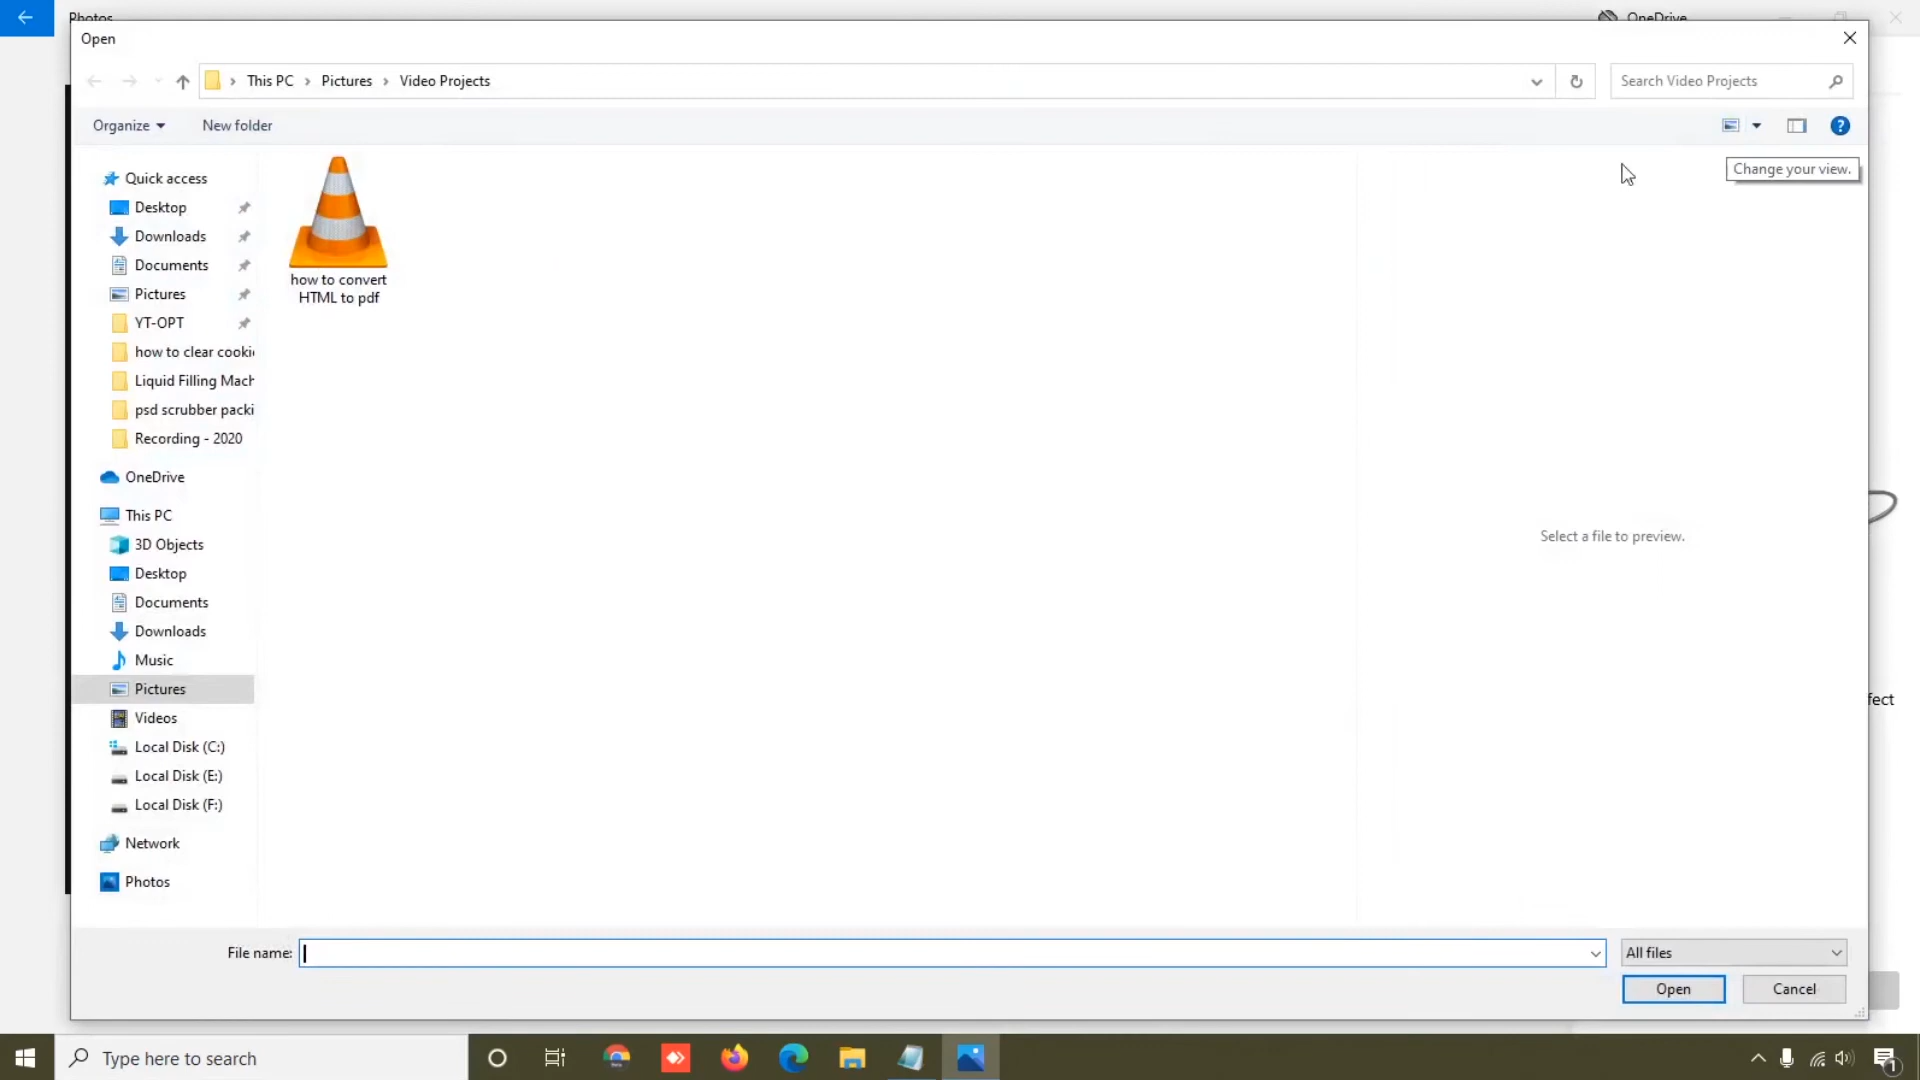 Photos
OneDrive
Open
This PC
Pictures
Video Projects
Search Video Projects
Organize
New folder
Change your view.
Quick access
Desktop
Downloads
Documents
Pictures
YT-OPT
how to clear cooki
Liquid Filling Mach
psd scrubber packi
Recording - 2020
OneDrive
This PC
3D Objects
Desktop
Documents
Downloads
Music
Pictures
Videos
Local Disk (C:)
Local Disk (E:)
Local Disk (F:)
Network
Photos
how to convert
HTML to pdf
Select a file to preview.
fect
File name:
All files
Open
Cancel
Type here to search
1